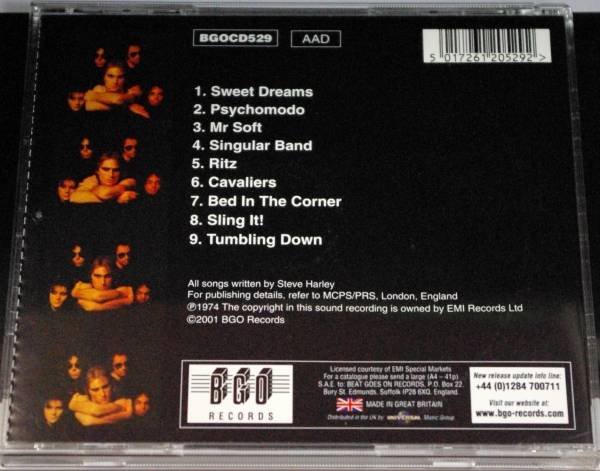 BGOCD529 AAD
5 017261 205292 >
1. Sweet Dreams
2. Psychomodo
3. Mr Soft
4. Singular Band
5. Ritz
6. Cavaliers
7. Bed In The Corner
8. Sling It!
9. Tumbling Down
All songs written by Steve Harley
For publishing details, refer to MCPS/PRS, London, England
℗1974 The copyright in this sound recording is owned by EMI Records Ltd
©2001 BGO Records
BGO
RECORDS
Licensed courtesy of EMI Special Markets
For a catalogue please send a large (A4 – 41p)
S.A.E. to: BEAT GOES ON RECORDS, P.O. Box 22,
Bury St. Edmunds, Suffolk IP28 6XQ, England.
MADE IN GREAT BRITAIN
Distributed in the UK by UNIVERSAL Music Group
New release update info line:
+44 (0)1284 700711
Visit our website at:
www.bgo-records.com